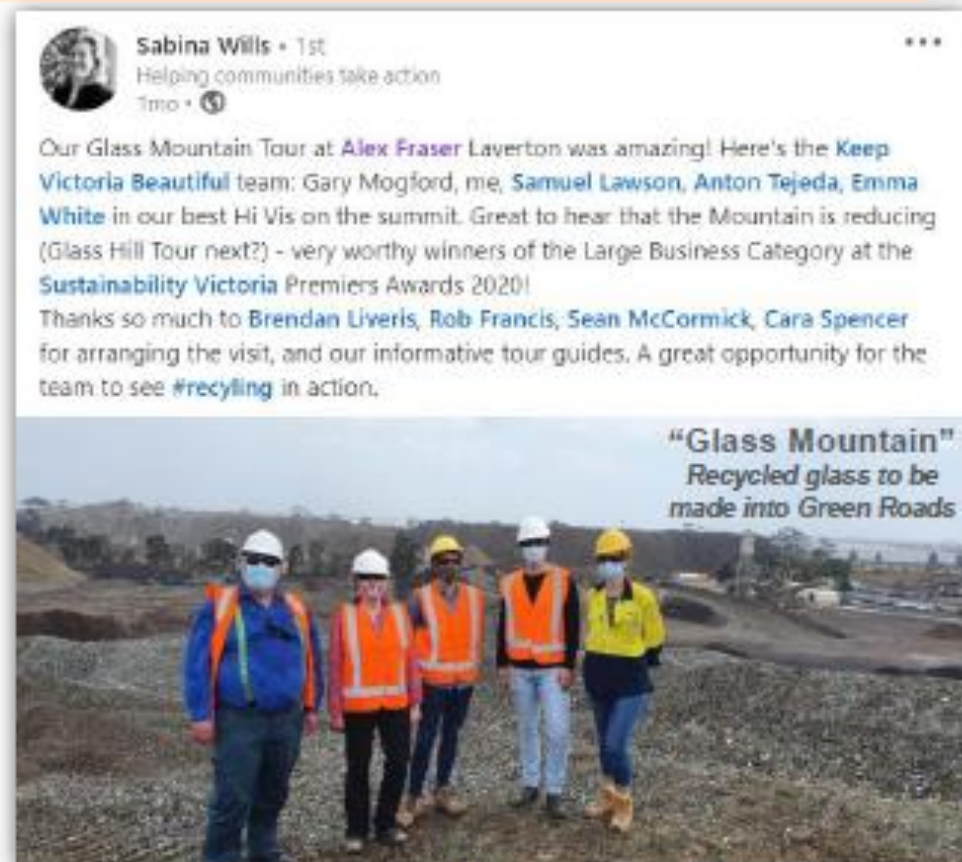 Sabina Wills • 1st
Helping communities take action
1mo •
Our Glass Mountain Tour at Alex Fraser Laverton was amazing! Here's the Keep
Victoria Beautiful team: Gary Mogford, me, Samuel Lawson, Anton Tejeda, Emma
White in our best Hi Vis on the summit. Great to hear that the Mountain is reducing
(Glass Hill Tour next?) - very worthy winners of the Large Business Category at the
Sustainability Victoria Premiers Awards 2020!
Thanks so much to Brendan Liveris, Rob Francis, Sean McCormick, Cara Spencer
for arranging the visit, and our informative tour guides. A great opportunity for the
team to see #recyling in action.
“Glass Mountain”
Recycled glass to be
made into Green Roads